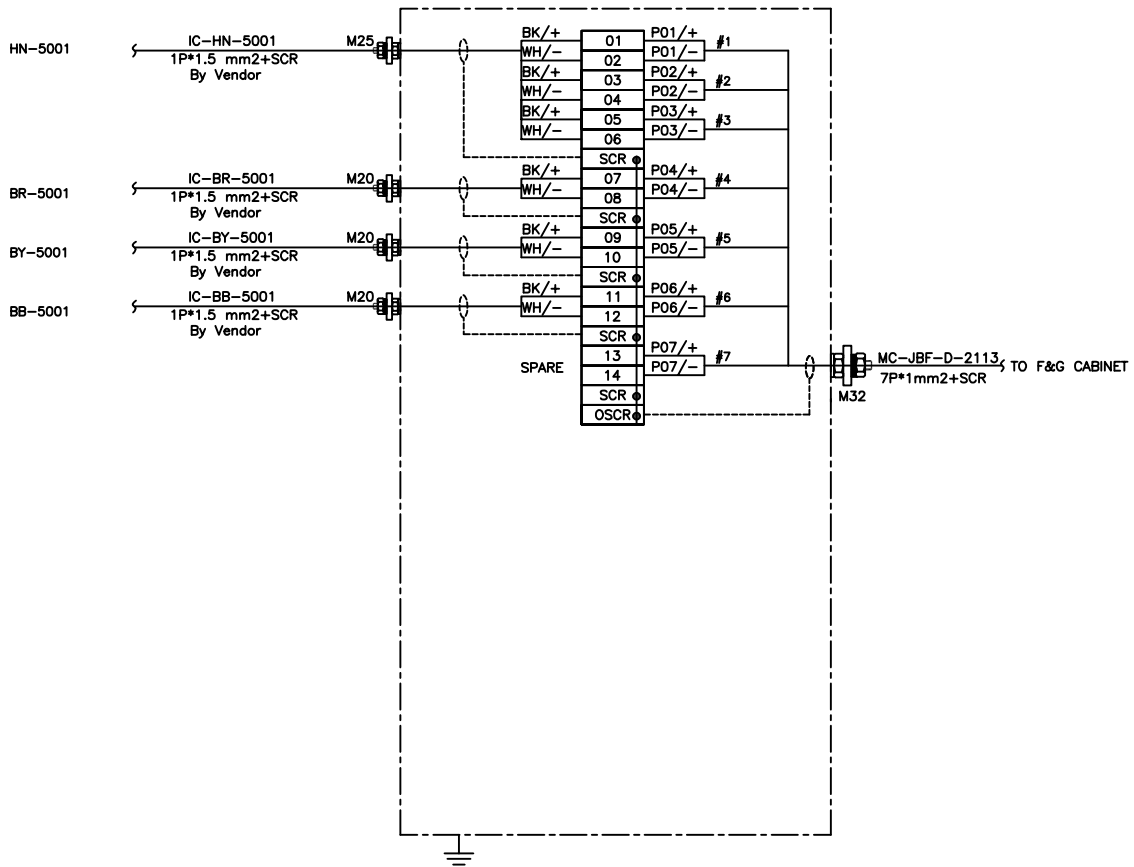 HN-5001
IC-HN-5001
1P*1.5 mm2+SCR
By Vendor
M25
BK/+
WH/-
BK/+
WH/-
BK/+
WH/-
01
02
03
04
05
06
SCR
P01/+
P01/-
#1
P02/+
P02/-
#2
P03/+
P03/-
#3
BR-5001
IC-BR-5001
1P*1.5 mm2+SCR
By Vendor
M20
BK/+
WH/-
07
08
SCR
P04/+
P04/-
#4
BY-5001
IC-BY-5001
1P*1.5 mm2+SCR
By Vendor
M20
BK/+
WH/-
09
10
SCR
P05/+
P05/-
#5
BB-5001
IC-BB-5001
1P*1.5 mm2+SCR
By Vendor
M20
BK/+
WH/-
11
12
SCR
P06/+
P06/-
#6
SPARE
13
14
SCR
OSCR
P07/+
P07/-
#7
MC-JBF-D-2113
7P*1mm2+SCR
M32
TO F&G CABINET